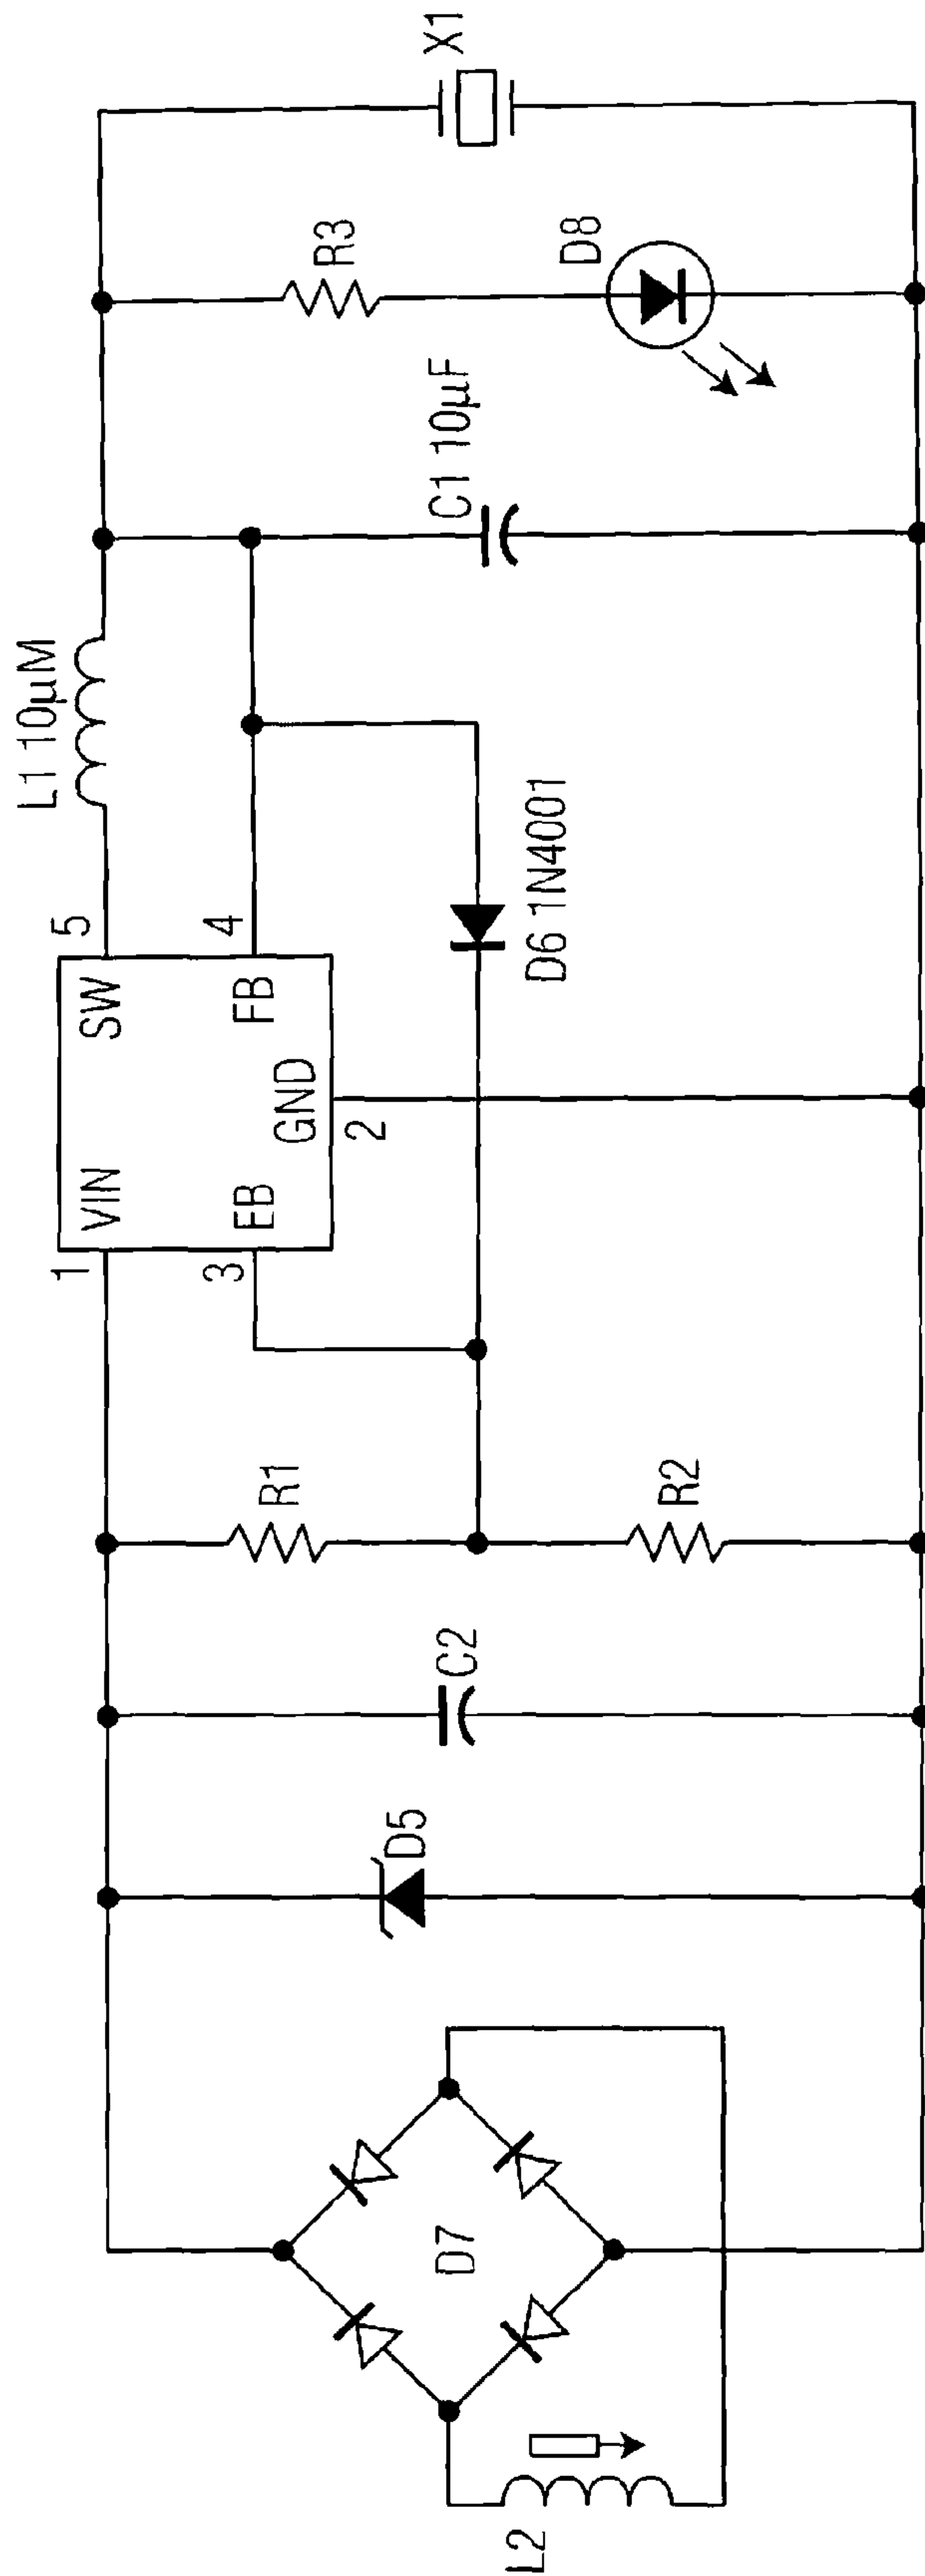 L1 10µM
X1
R3
D8
C1 10µF
5
SW
4
FB
D6 1N4001
GND
2
VIN
1
EB
3
R1
R2
C2
D5
D7
L2